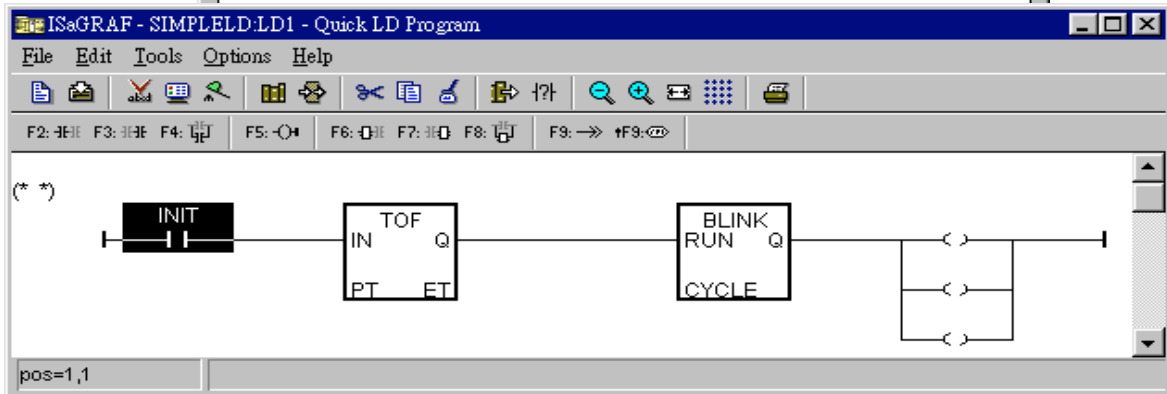 ISaGRAF - SIMPLELD:LD1 - Quick LD Program
File Edit Tools Options Help
F2: F3: F4: F5: F6: F7: F8: F9: F9:
(* *)
INIT
TOF
IN Q
PT ET
BLINK
RUN Q
CYCLE
pos=1,1